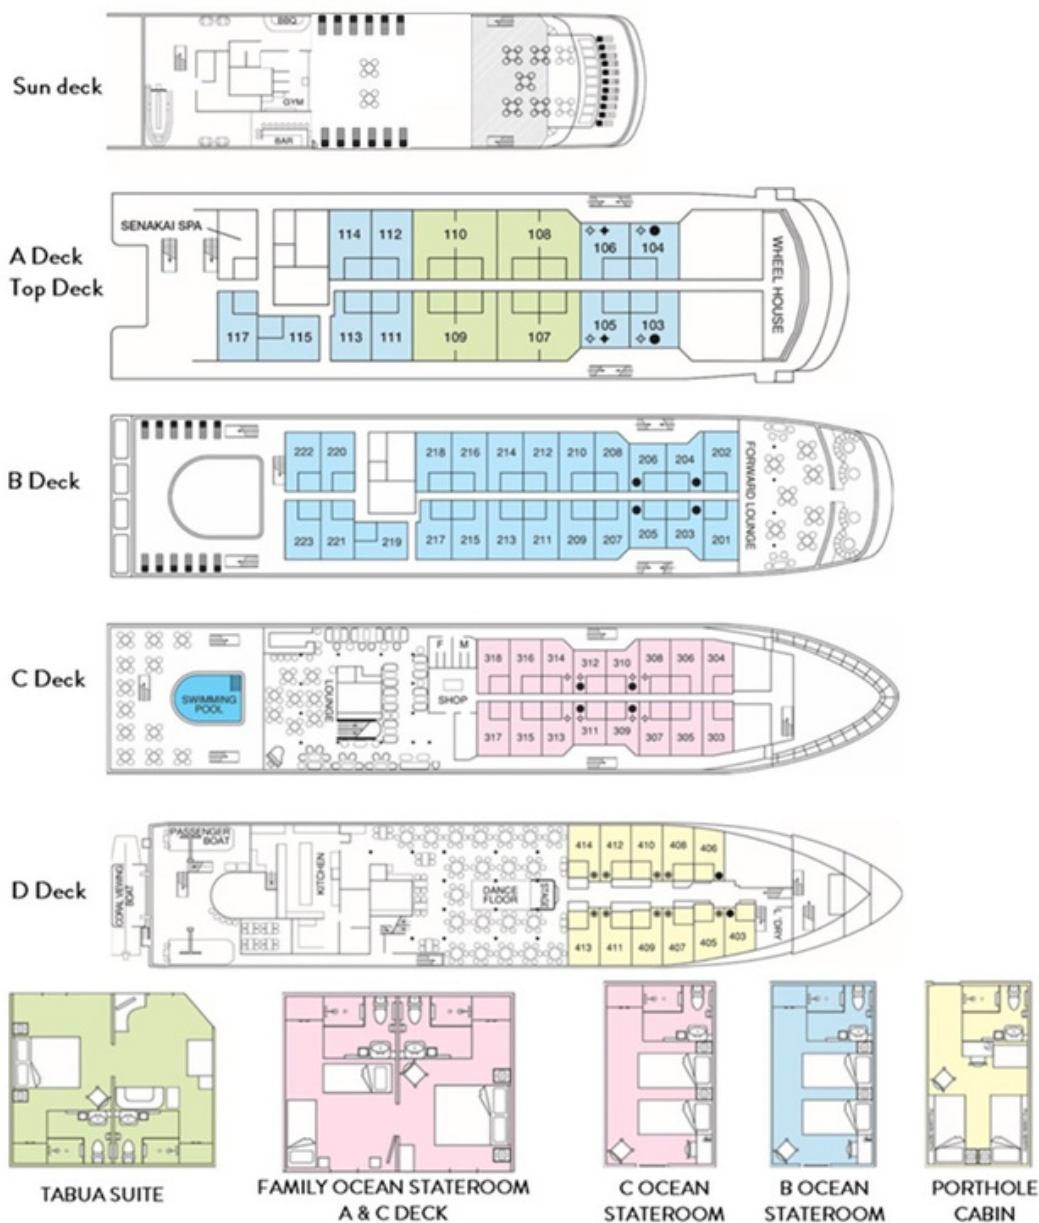 BBQ
Sun deck
GYM
BAR
SENAKAI SPA
114 112 110 108 106 104
A Deck
Top Deck
WHEEL HOUSE
117 115 113 111 109 107 105 103
222 220 218 216 214 212 210 208 206 204 202
B Deck
FORWARD LOUNGE
223 221 219 217 215 213 211 209 207 205 203 201
F M
318 316 314 312 310 308 306 304
C Deck
SWIMMING
POOL
LOUNGE
SHOP
317 315 313 311 309 307 305 303
PASSENGER
BOAT
414 412 410 408 406
D Deck
CORAL VIEWING
BOAT
KITCHEN
DANCE
FLOOR
STAGE
L'DRY
413 411 409 407 405 403
TABUA SUITE
FAMILY OCEAN STATEROOM
A & C DECK
C OCEAN
STATEROOM
B OCEAN
STATEROOM
PORTHOLE
CABIN